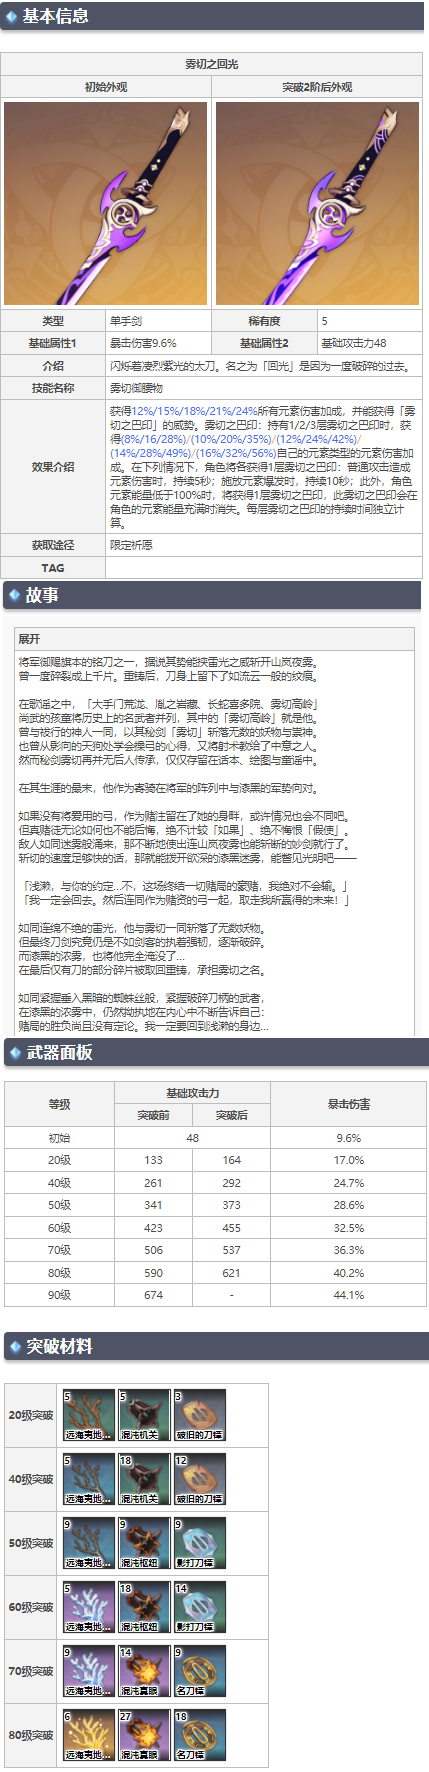 基本信息
雾切之回光
初始外观 突破2阶后外观
类型 单手剑 稀有度 5
基础属性1 暴击伤害9.6% 基础属性2 基础攻击力48
介绍 闪烁着凄烈紫光的太刀。名之为「回光」是因为一度破碎的过去。
技能名称 雾切御腰物
效果介绍
获得12%/15%/18%/21%/24%所有元素伤害加成，并能获得「雾
切之巴印」的威势。雾切之巴印：持有1/2/3层雾切之巴印时，获
得(8%/16/28%)/(10%/20%/35%)/(12%/24%/42%)/
(14%/28%/49%)/(16%/32%/56%)自己的元素类型的元素伤害加
成。在下列情况下，角色将各获得1层雾切之巴印：普通攻击造成
元素伤害时，持续5秒；施放元素爆发时，持续10秒；此外，角色
元素能量低于100%时，将获得1层雾切之巴印，此雾切之巴印会在
角色的元素能量充满时消失。每层雾切之巴印的持续时间独立计
算。
获取途径 限定祈愿
TAG
故事
展开
将军御赐旗本的铭刀之一，据说其势能挟雷光之威斩开山岚夜雾。
曾一度碎裂成上千片。重铸后，刀身上留下了如流云一般的纹痕。
在歌谣之中，「大手门荒泷、胤之岩藏、长蛇喜多院、雾切高岭」
尚武的孩童将历史上的名武者并列，其中的「雾切高岭」就是他。
曾与祓行的神人一同，以其秘剑「雾切」斩落无数的妖物与祟神。
也曾从影向的天狗处学会操弓的心得，又将射术教给了中意之人。
然而秘剑雾切再并无后人传承，仅仅存留在话本、绘图与童谣中。
在其生涯的最末，他作为寄骑在将军的阵列中与漆黑的军势向对。
如果没有将爱用的弓，作为赌注留在了她的身畔，或许情况也会不同吧。
但真赌徒无论如何也不能后悔，绝不计较「如果」、绝不悔恨「假使」。
敌人如同迷雾般涌来，那不断地使出连山岚夜雾也能斩断的妙剑就行了。
斩切的速度足够快的话，那就能拨开欲深的漆黑迷雾，能瞥见光明吧——
「浅濑，与你的约定…不，这场终结一切赌局的豪赌，我绝对不会输。」
「我一定会回去。然后连同作为赌资的弓一起，取走我所赢得的未来！」
如同连绵不绝的雷光，他与雾切一同斩落了无数妖物。
但最终刀剑究竟仍是不如剑客的执着强韧，逐渐破碎。
而漆黑的浓雾，也将他完全淹没了…
在最后仅有刀的部分碎片被取回重铸，承担雾切之名。
如同紧握垂入黑暗的蜘蛛丝般，紧握破碎刀柄的武者，
在漆黑的浓雾中，仍然拗执地在内心中不断告诉自己：
赌局的胜负尚且没有定论。我一定要回到浅濑的身边…
武器面板
等级 基础攻击力 暴击伤害
突破前 突破后
初始 48 9.6%
20级 133 164 17.0%
40级 261 292 24.7%
50级 341 373 28.6%
60级 423 455 32.5%
70级 506 537 36.3%
80级 590 621 40.2%
90级 674 - 44.1%
突破材料
20级突破 5 远海夷地... 5 混沌机关 3 破旧的刀镡
40级突破 5 远海夷地... 18 混沌机关 12 破旧的刀镡
50级突破 9 远海夷地... 9 混沌枢纽 9 影打刀镡
60级突破 5 远海夷地... 18 混沌枢纽 14 影打刀镡
70级突破 9 远海夷地... 14 混沌真眼 9 名刀镡
80级突破 6 远海夷地... 27 混沌真眼 18 名刀镡